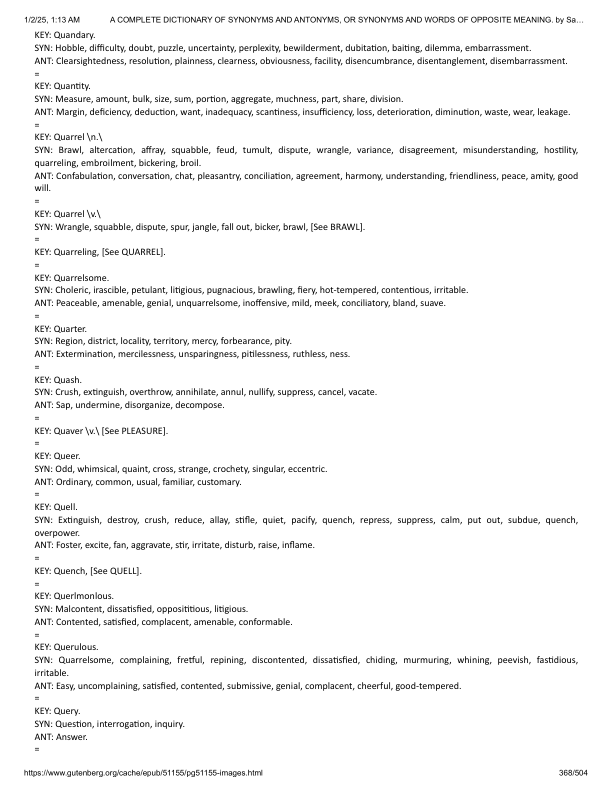 1/2/25, 1:13 AM A COMPLETE DICTIONARY OF SYNONYMS AND ANTONYMS, OR SYNONYMS AND WORDS OF OPPOSITE MEANING. by Sa…
KEY: Quandary.
SYN: Hobble, difficulty, doubt, puzzle, uncertainty, perplexity, bewilderment, dubitation, baiting, dilemma, embarrassment.
ANT: Clearsightedness, resolution, plainness, clearness, obviousness, facility, disencumbrance, disentanglement, disembarrassment.
=
KEY: Quantity.
SYN: Measure, amount, bulk, size, sum, portion, aggregate, muchness, part, share, division.
ANT: Margin, deficiency, deduction, want, inadequacy, scantiness, insufficiency, loss, deterioration, diminution, waste, wear, leakage.
=
KEY: Quarrel \n.\
SYN: Brawl, altercation, affray, squabble, feud, tumult, dispute, wrangle, variance, disagreement, misunderstanding, hostility,
quarreling, embroilment, bickering, broil.
ANT: Confabulation, conversation, chat, pleasantry, conciliation, agreement, harmony, understanding, friendliness, peace, amity, good
will.
=
KEY: Quarrel \v.\
SYN: Wrangle, squabble, dispute, spur, jangle, fall out, bicker, brawl, [See BRAWL].
=
KEY: Quarreling, [See QUARREL].
=
KEY: Quarrelsome.
SYN: Choleric, irascible, petulant, litigious, pugnacious, brawling, fiery, hot-tempered, contentious, irritable.
ANT: Peaceable, amenable, genial, unquarrelsome, inoffensive, mild, meek, conciliatory, bland, suave.
=
KEY: Quarter.
SYN: Region, district, locality, territory, mercy, forbearance, pity.
ANT: Extermination, mercilessness, unsparingness, pitilessness, ruthless, ness.
=
KEY: Quash.
SYN: Crush, extinguish, overthrow, annihilate, annul, nullify, suppress, cancel, vacate.
ANT: Sap, undermine, disorganize, decompose.
=
KEY: Quaver \v.\ [See PLEASURE].
=
KEY: Queer.
SYN: Odd, whimsical, quaint, cross, strange, crochety, singular, eccentric.
ANT: Ordinary, common, usual, familiar, customary.
=
KEY: Quell.
SYN: Extinguish, destroy, crush, reduce, allay, stifle, quiet, pacify, quench, repress, suppress, calm, put out, subdue, quench,
overpower.
ANT: Foster, excite, fan, aggravate, stir, irritate, disturb, raise, inflame.
=
KEY: Quench, [See QUELL].
=
KEY: Querlmonlous.
SYN: Malcontent, dissatisfied, oppositious, litigious.
ANT: Contented, satisfied, complacent, amenable, conformable.
=
KEY: Querulous.
SYN: Quarrelsome, complaining, fretful, repining, discontented, dissatisfied, chiding, murmuring, whining, peevish, fastidious,
irritable.
ANT: Easy, uncomplaining, satisfied, contented, submissive, genial, complacent, cheerful, good-tempered.
=
KEY: Query.
SYN: Question, interrogation, inquiry.
ANT: Answer.
=
https://www.gutenberg.org/cache/epub/51155/pg51155-images.html 368/504